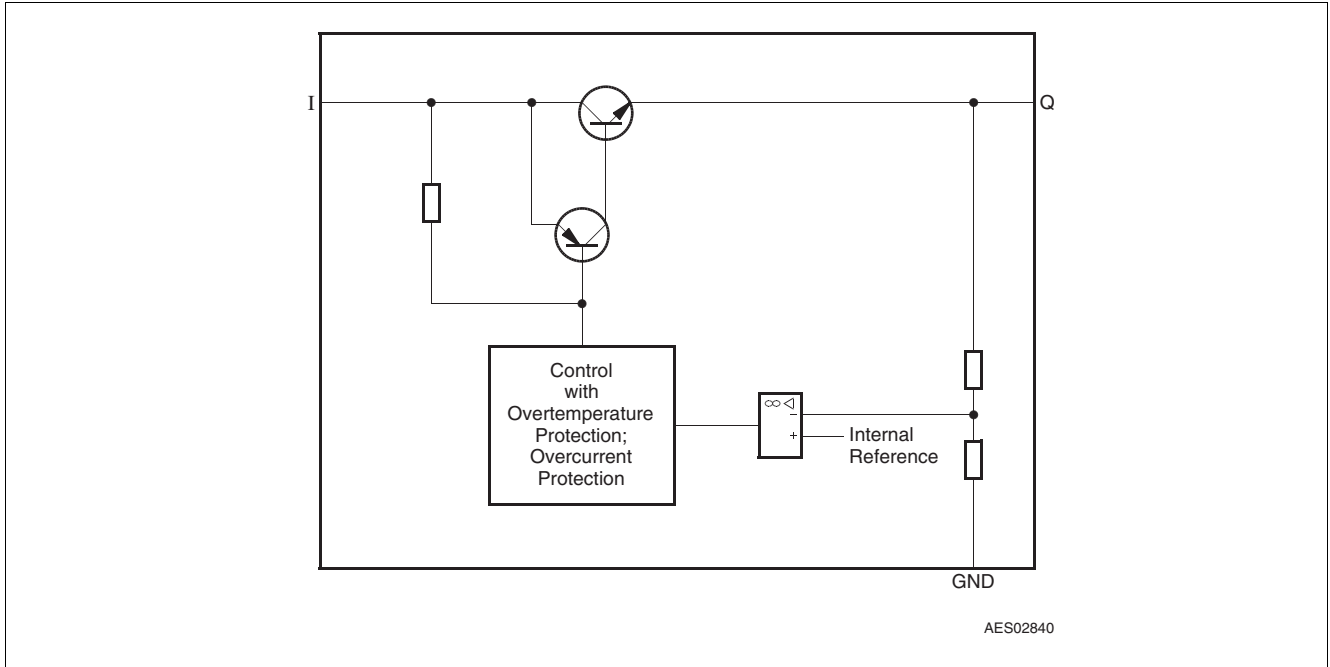 I
Q
Control
with
Overtemperature
Protection;
Overcurrent
Protection
∞ ◁
−
+
Internal
Reference
GND
AES02840